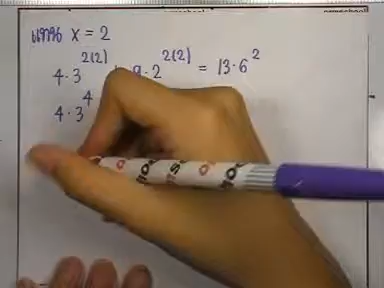 แทน x = 2
4·3^2(2) 9·2^2(2) = 13·6^2
4·3^4